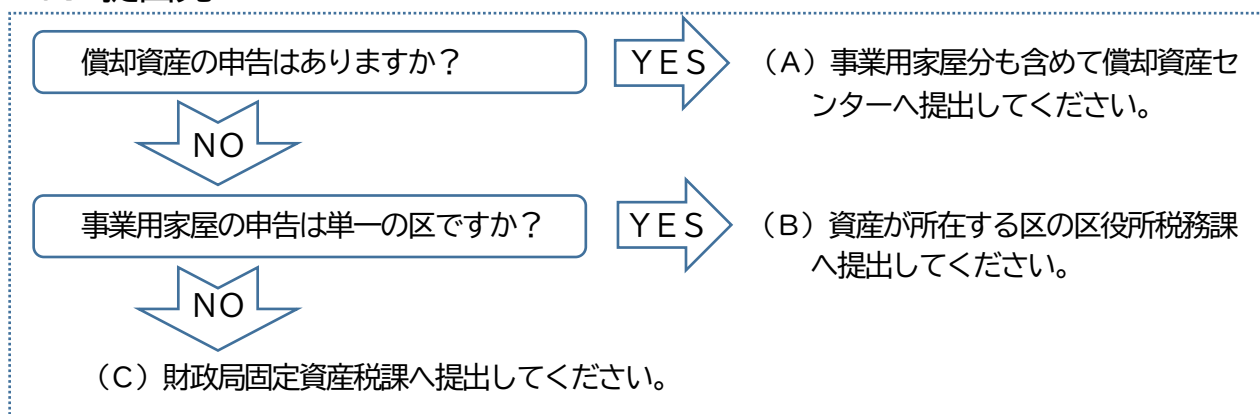 償却資産の申告はありますか？
ＹＥＳ
（Ａ）事業用家屋分も含めて償却資産セ
ンターへ提出してください。
ＮＯ
事業用家屋の申告は単一の区ですか？
ＹＥＳ
（Ｂ）資産が所在する区の区役所税務課
へ提出してください。
ＮＯ
（Ｃ）財政局固定資産税課へ提出してください。